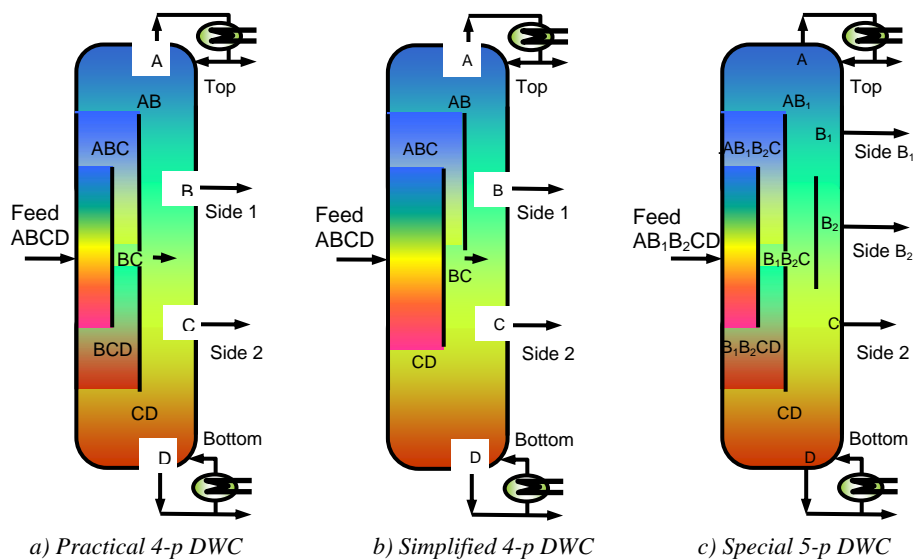 A
Top
AB
ABC
B
Side 1
Feed
ABCD
BC
C
Side 2
BCD
CD
Bottom
D
a) Practical 4-p DWC
A
Top
AB
ABC
B
Side 1
Feed
ABCD
BC
C
Side 2
CD
Bottom
D
b) Simplified 4-p DWC
A
Top
AB₁
B₁
Side B₁
AB₁B₂C
Feed
AB₁B₂CD
B₂
Side B₂
B₁B₂C
C
Side 2
B₁B₂CD
CD
Bottom
D
c) Special 5-p DWC